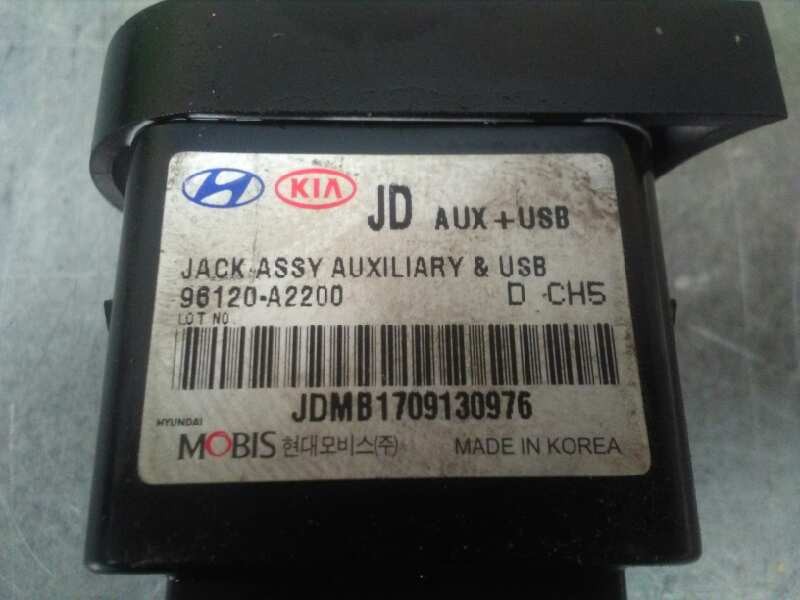 KIA JD AUX + USB
JACK ASSY AUXILIARY & USB
96120-A2200 D CH5
LOT NO
JDMB1709130976
HYUNDAI
MOBIS 현대모비스(주) MADE IN KOREA